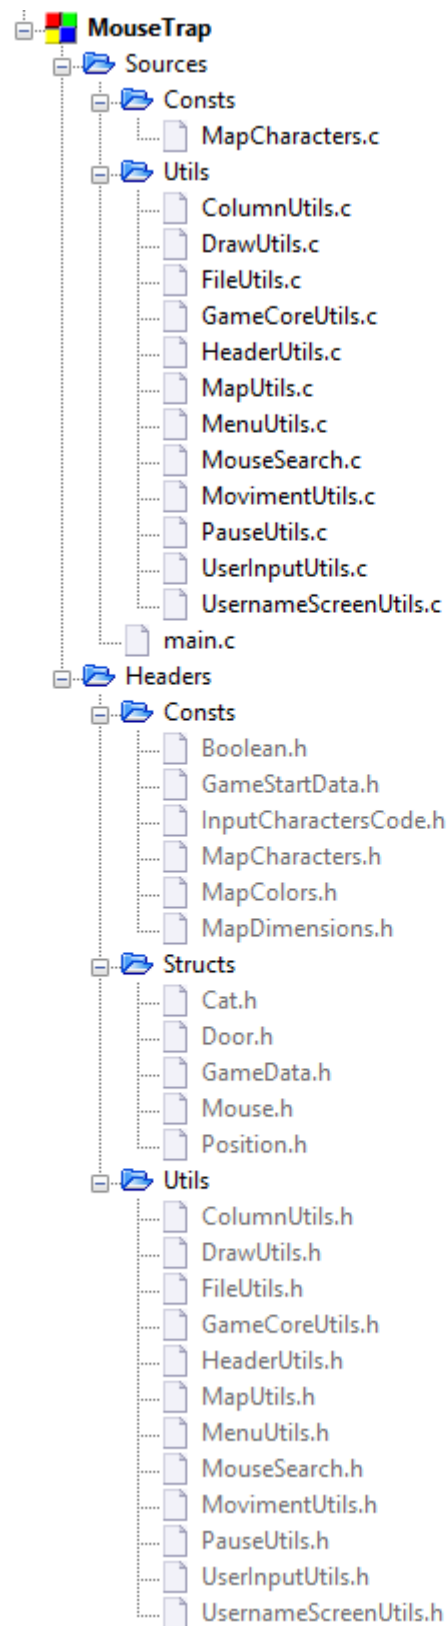 MouseTrap
Sources
Consts
MapCharacters.c
Utils
ColumnUtils.c
DrawUtils.c
FileUtils.c
GameCoreUtils.c
HeaderUtils.c
MapUtils.c
MenuUtils.c
MouseSearch.c
MovimentUtils.c
PauseUtils.c
UserInputUtils.c
UsernameScreenUtils.c
main.c
Headers
Consts
Boolean.h
GameStartData.h
InputCharactersCode.h
MapCharacters.h
MapColors.h
MapDimensions.h
Structs
Cat.h
Door.h
GameData.h
Mouse.h
Position.h
Utils
ColumnUtils.h
DrawUtils.h
FileUtils.h
GameCoreUtils.h
HeaderUtils.h
MapUtils.h
MenuUtils.h
MouseSearch.h
MovimentUtils.h
PauseUtils.h
UserInputUtils.h
UsernameScreenUtils.h